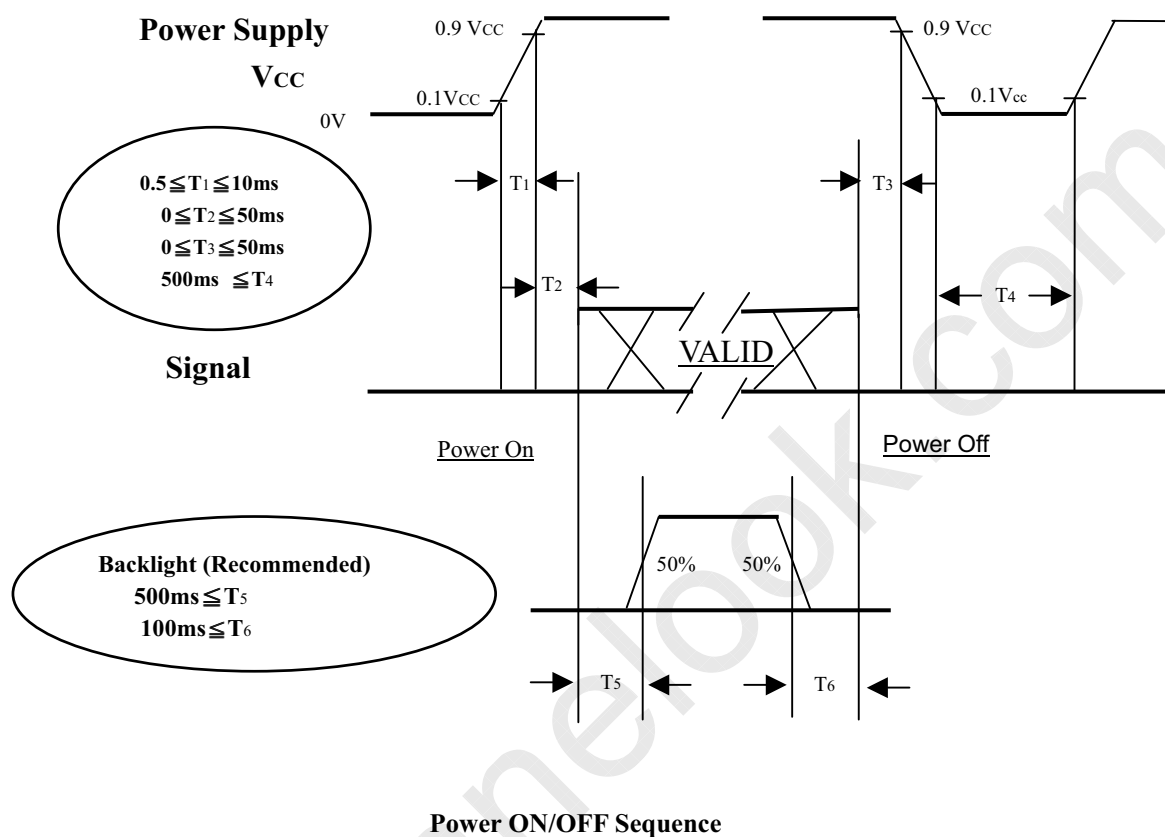 Power Supply
VCC
0.9 VCC
0.9 VCC
0.1VCC
0.1Vcc
0V
0.5≦T1≦10ms
0≦T2≦50ms
0≦T3≦50ms
500ms ≦T4
T1
T3
T2
T4
Signal
VALID
Power On
Power Off
Backlight (Recommended)
500ms≦T5
100ms≦T6
50%
50%
T5
T6
Power ON/OFF Sequence
nelook.com